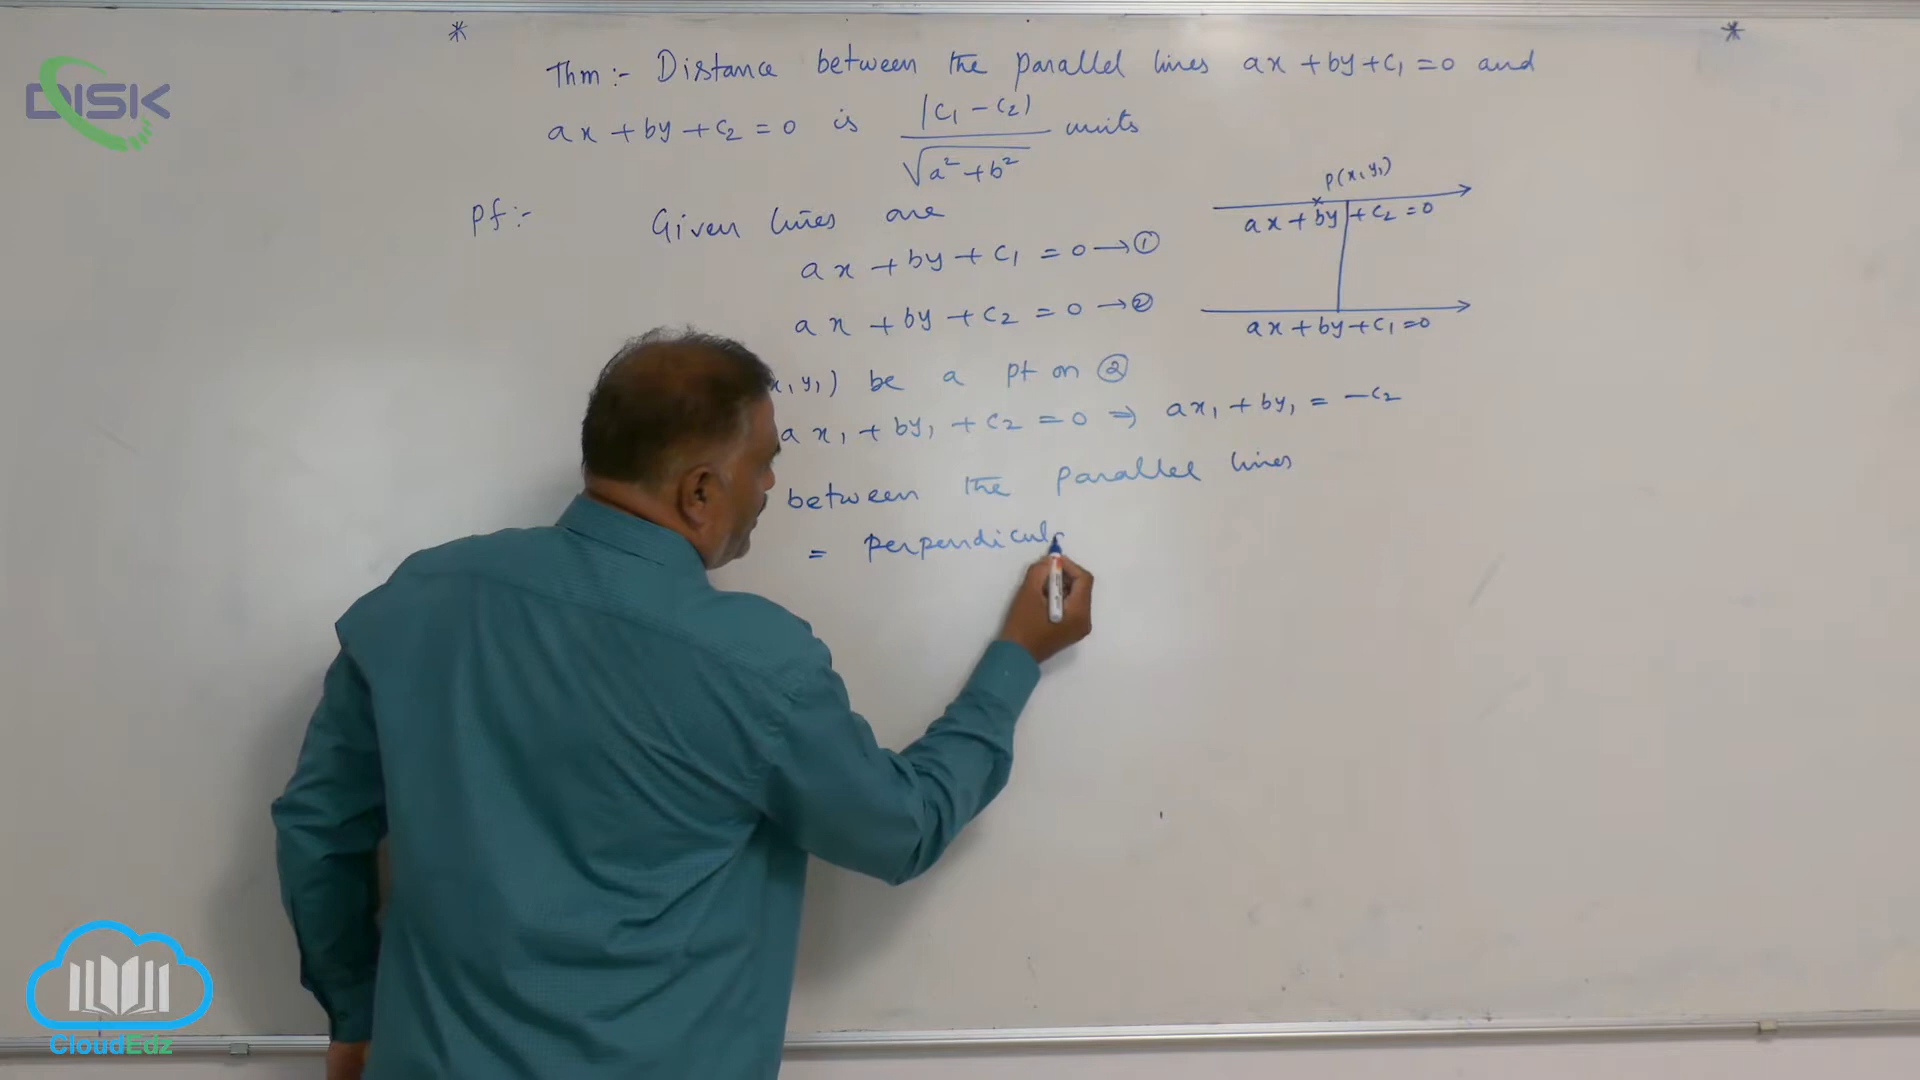 *
*
Thm :- Distance between the parallel lines ax + by + c₁ = 0 and
ax + by + c₂ = 0 is |c₁ - c₂| / √a² + b² units
Pf :- Given lines are
ax + by + c₁ = 0 → ①
ax + by + c₂ = 0 → ②
x₁, y₁) be a pt on ②
ax₁ + by₁ + c₂ = 0 ⇒ ax₁ + by₁ = -c₂
between the parallel lines
= perpendicul
P(x₁ y₁)
ax + by + c₂ = 0
ax + by + c₁ = 0
DISK
CloudEdz